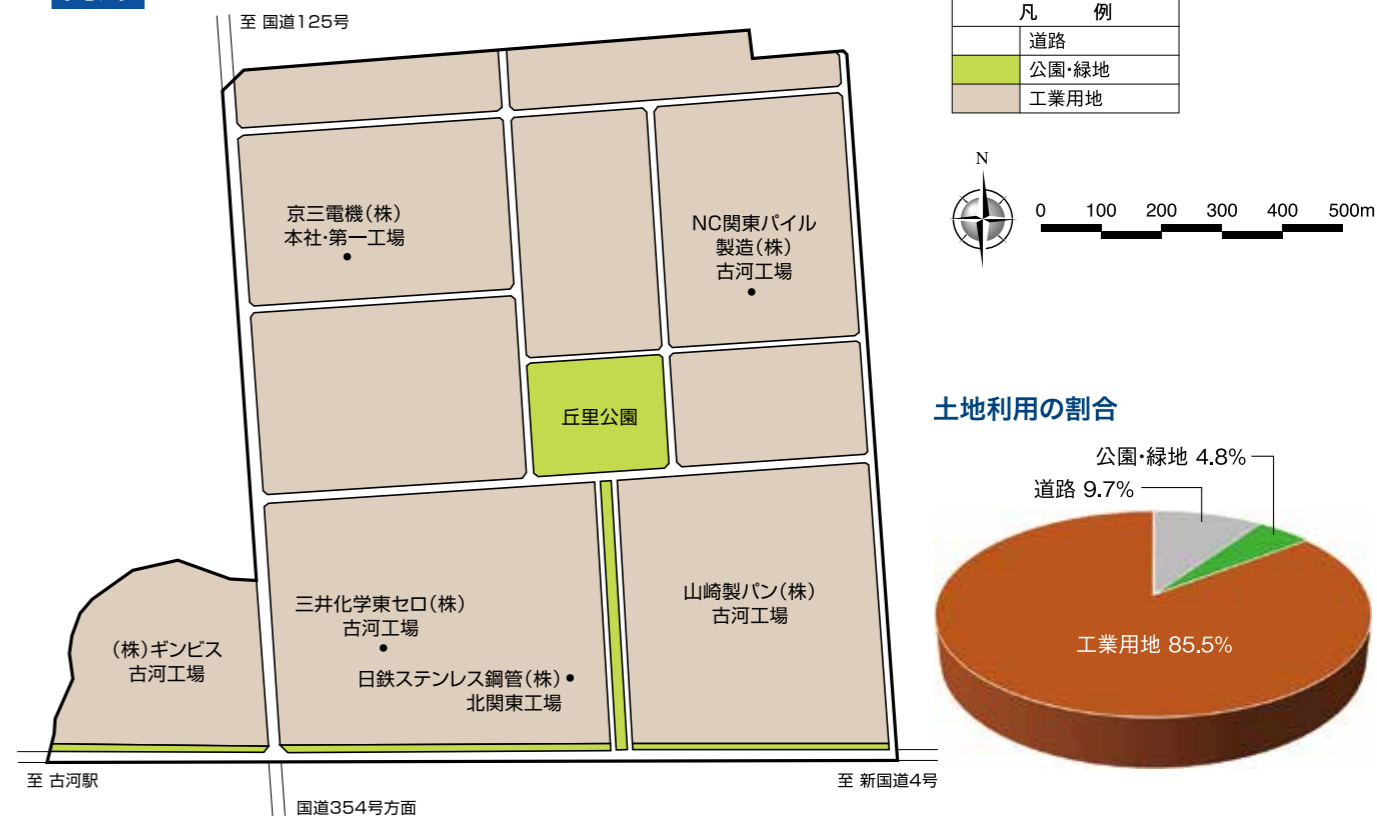 至 国道125号
凡 例
道路
公園・緑地
工業用地
N
0 100 200 300 400 500m
京三電機(株)
本社・第一工場
NC関東パイル
製造(株)
古河工場
丘里公園
土地利用の割合
公園・緑地 4.8%
道路 9.7%
工業用地 85.5%
三井化学東セロ(株)
古河工場
日鉄ステンレス鋼管(株)
北関東工場
山崎製パン(株)
古河工場
(株)ギンビス
古河工場
至 古河駅
至 新国道4号
国道354号方面